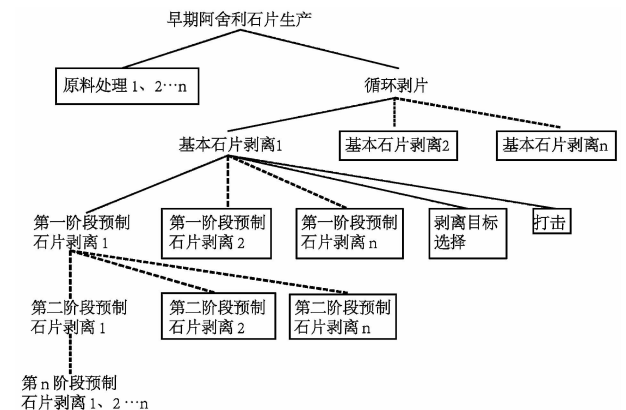 早期阿舍利石片生产
原料处理1、2…n
循环剥片
基本石片剥离1
基本石片剥离2
基本石片剥离n
第一阶段预制
石片剥离1
第一阶段预制
石片剥离2
第一阶段预制
石片剥离n
剥离目标
选择
打击
第二阶段预制
石片剥离1
第二阶段预制
石片剥离2
第二阶段预制
石片剥离n
第n阶段预制
石片剥离1、2…n